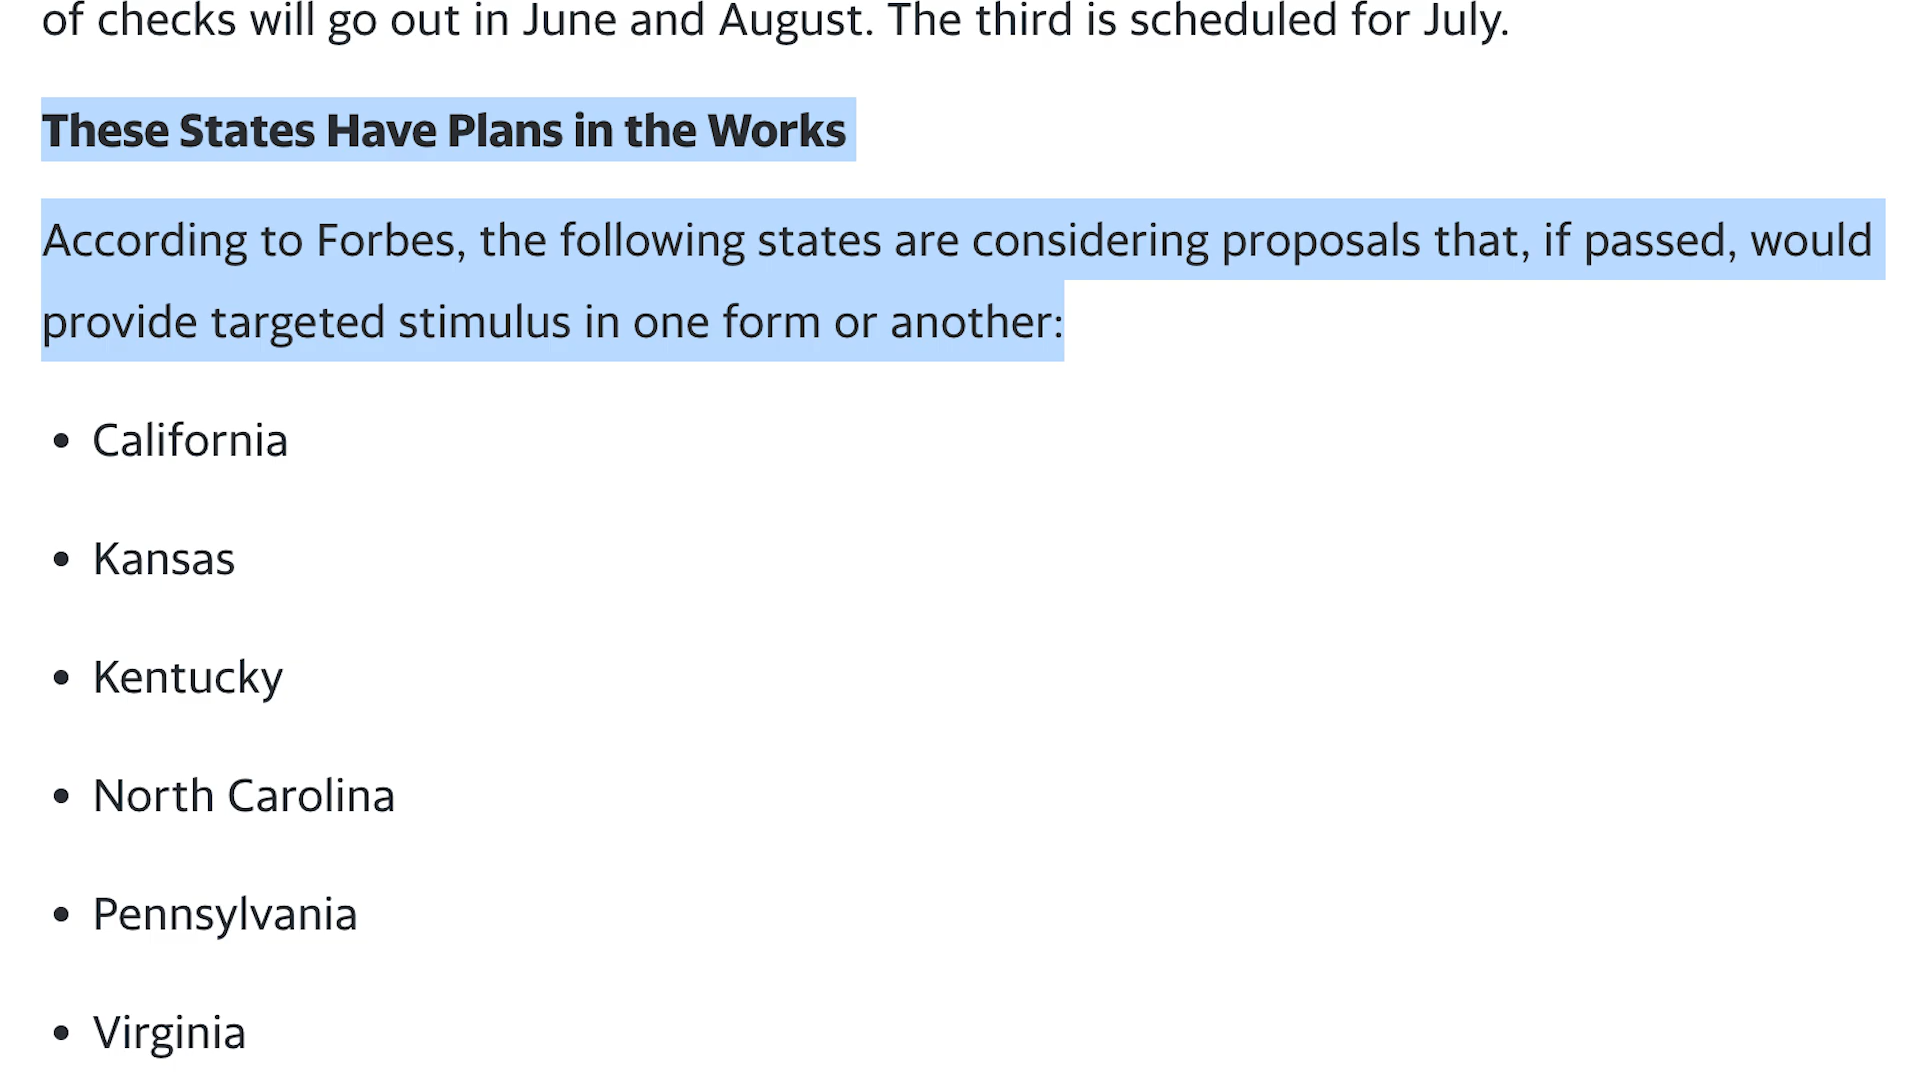 of checks will go out in June and August. The third is scheduled for July.
These States Have Plans in the Works
According to Forbes, the following states are considering proposals that, if passed, would
provide targeted stimulus in one form or another:
• California
• Kansas
• Kentucky
• North Carolina
• Pennsylvania
• Virginia